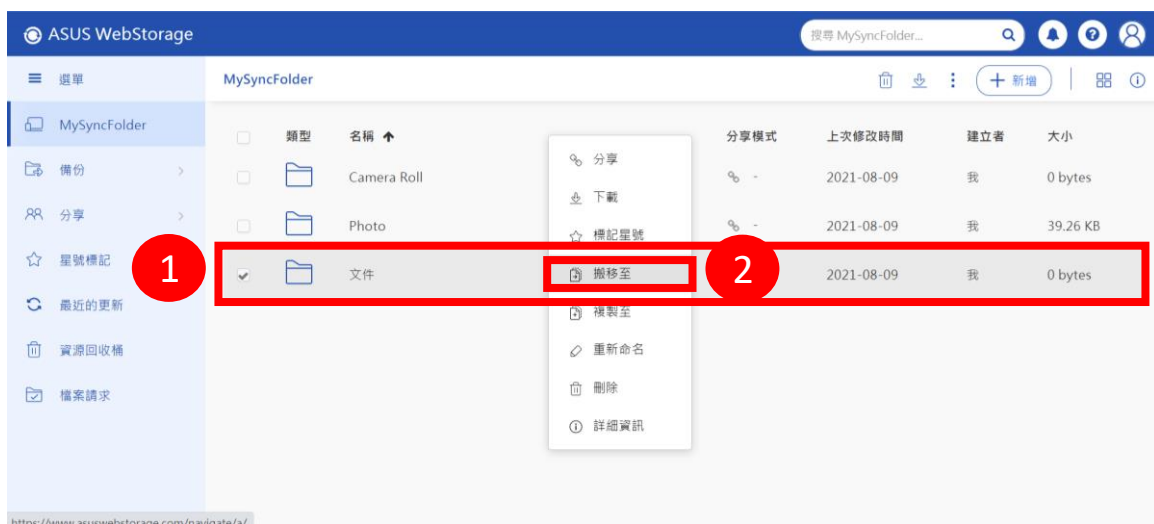 ASUS WebStorage
搜尋 MySyncFolder...
選單
MySyncFolder
新增
MySyncFolder
備份
分享
星號標記
最近的更新
資源回收桶
檔案請求
類型 名稱 分享模式 上次修改時間 建立者 大小
Camera Roll - 2021-08-09 我 0 bytes
Photo - 2021-08-09 我 39.26 KB
1
文件 2021-08-09 我 0 bytes
分享
下載
標記星號
搬移至
2
複製至
重新命名
刪除
詳細資訊
https://www.asuswebstorage.com/navigate/a/